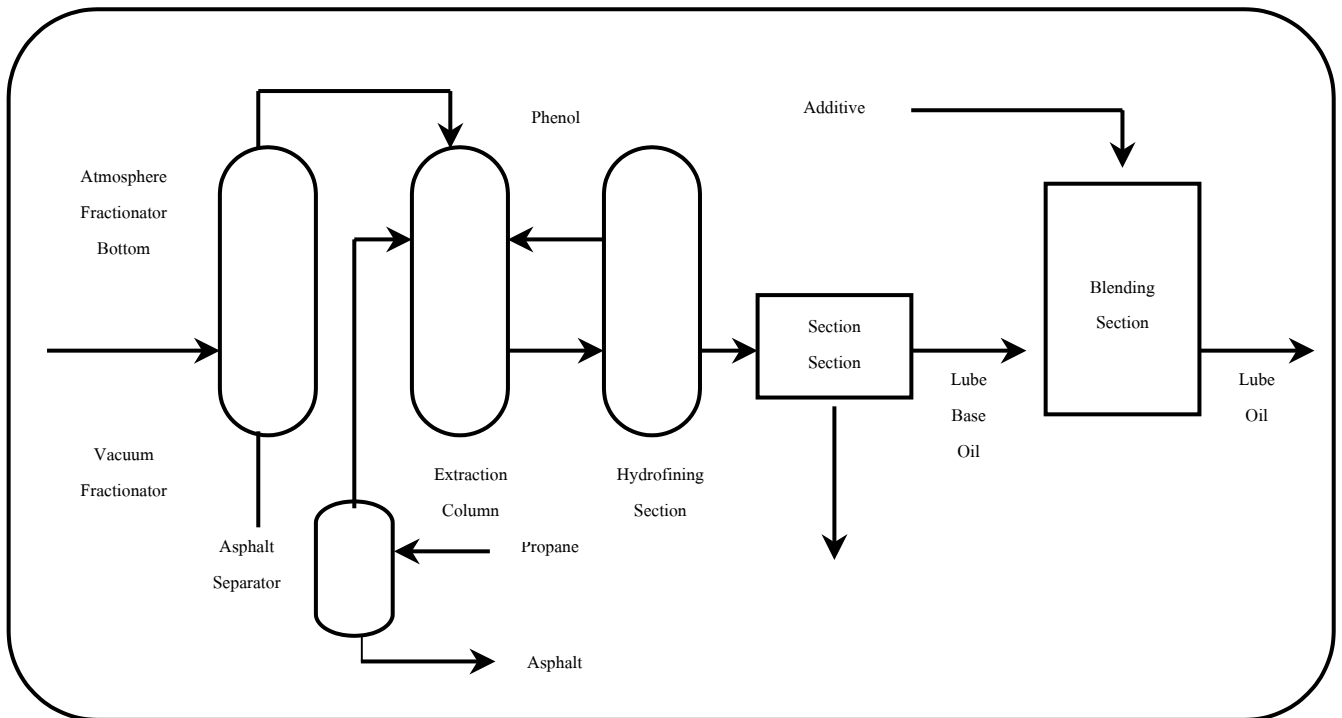 Phenol
Additive
Atmosphere
Fractionator
Bottom
Blending
Section
Section
Section
Lube
Base
Oil
Lube
Oil
Vacuum
Fractionator
Extraction
Column
Hydrofining
Section
Asphalt
Separator
Propane
Asphalt